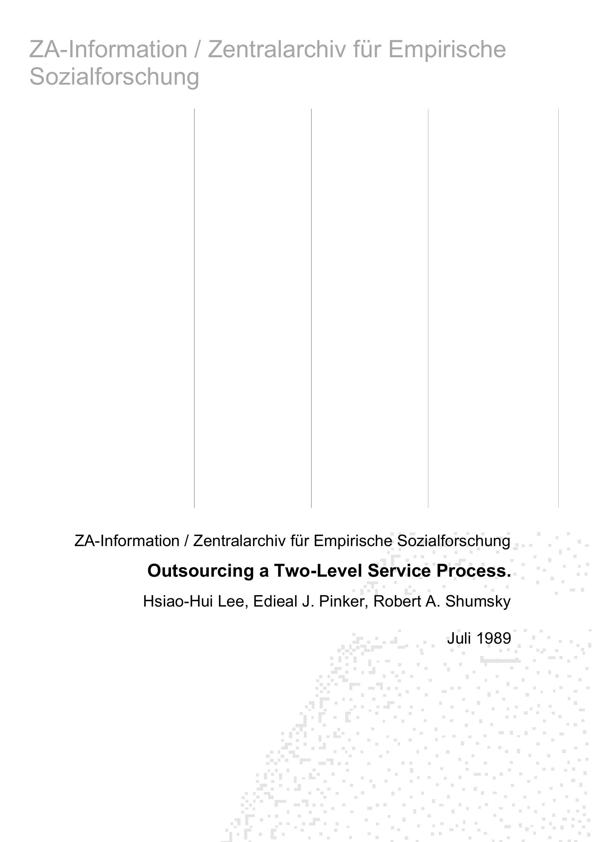 ZA-Information / Zentralarchiv für Empirische
Sozialforschung
ZA-Information / Zentralarchiv für Empirische Sozialforschung
Outsourcing a Two-Level Service Process.
Hsiao-Hui Lee, Edieal J. Pinker, Robert A. Shumsky
Juli 1989